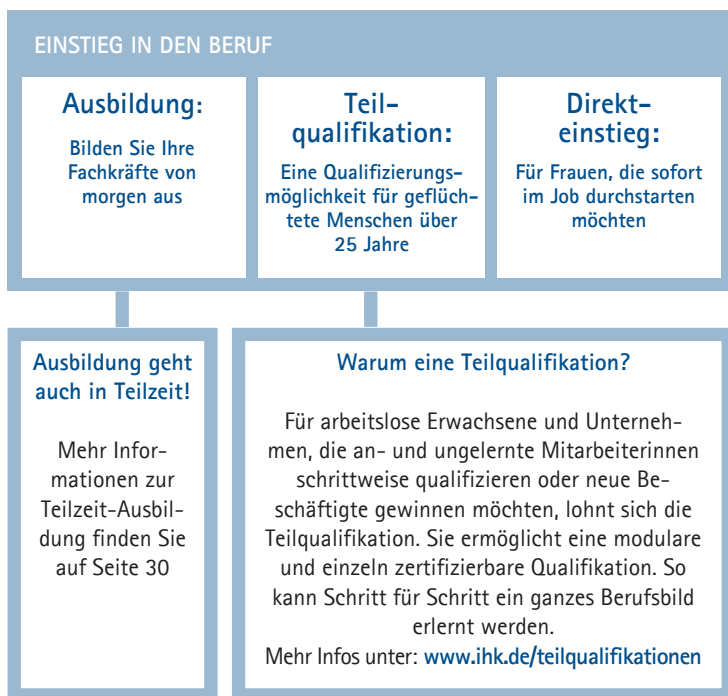 EINSTIEG IN DEN BERUF
Ausbildung:
Bilden Sie Ihre
Fachkräfte von
morgen aus
Teil-
qualifikation:
Eine Qualifizierungs-
möglichkeit für geflüch-
tete Menschen über
25 Jahre
Direkt-
einstieg:
Für Frauen, die sofort
im Job durchstarten
möchten
Ausbildung geht
auch in Teilzeit!
Mehr Infor-
mationen zur
Teilzeit-Ausbil-
dung finden Sie
auf Seite 30
Warum eine Teilqualifikation?
Für arbeitslose Erwachsene und Unterneh-
men, die an- und ungelernte Mitarbeiterinnen
schrittweise qualifizieren oder neue Be-
schäftigte gewinnen möchten, lohnt sich die
Teilqualifikation. Sie ermöglicht eine modulare
und einzeln zertifizierbare Qualifikation. So
kann Schritt für Schritt ein ganzes Berufsbild
erlernt werden.
Mehr Infos unter: www.ihk.de/teilqualifikationen